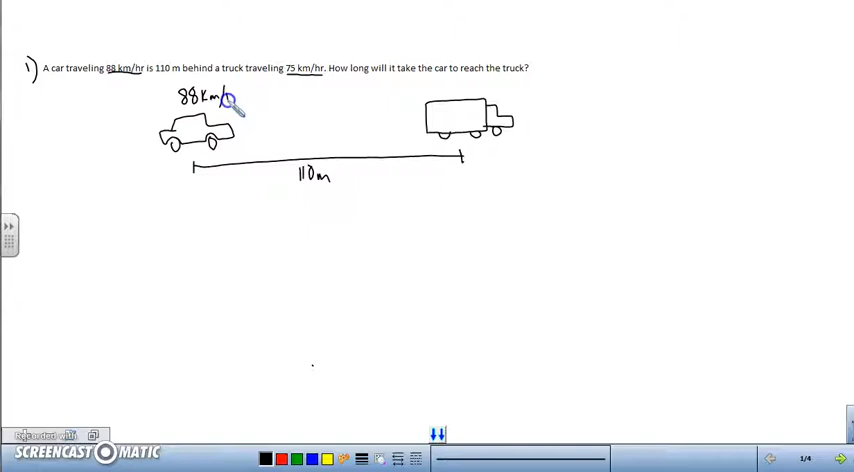 1) A car traveling 88 km/hr is 110 m behind a truck traveling 75 km/hr. How long will it take the car to reach the truck?
88 Km/
110m
Recorded with
SCREENCAST MATIC
1/4